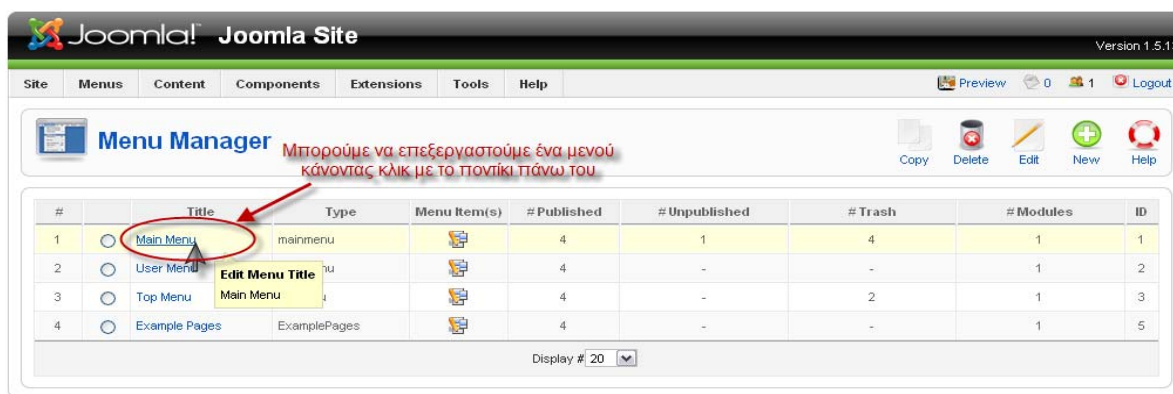 Joomla! Joomla Site
Version 1.5.1
Site Menus Content Components Extensions Tools Help Preview 0 1 Logout
Menu Manager
Μπορούμε να επεξεργαστούμε ένα μενού
κάνοντας κλικ με το ποντίκι πάνω του
Copy Delete Edit New Help
# Title Type Menu Item(s) # Published # Unpublished # Trash # Modules ID
1 Main Menu mainmenu 4 1 4 1 1
2 User Menu nu 4 - - 1 2
Edit Menu Title
Main Menu
3 Top Menu 4 - 2 1 3
4 Example Pages ExamplePages 4 - - 1 5
Display # 20